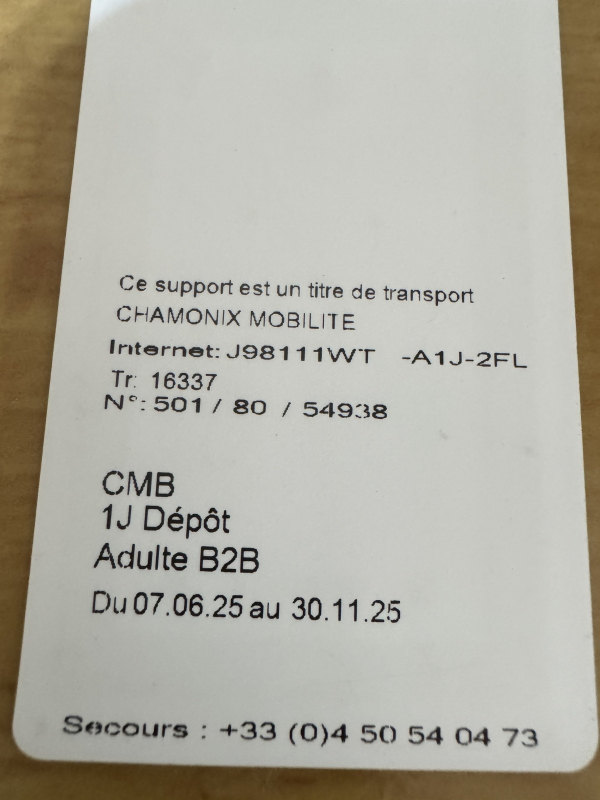 Ce support est un titre de transport
CHAMONIX MOBILITE
Internet: J98111WT -A1J-2FL
Tr: 16337
N°: 501 / 80 / 54938
CMB
1J Dépôt
Adulte B2B
Du 07.06.25 au 30.11.25
Secours : +33 (0)4 50 54 04 73